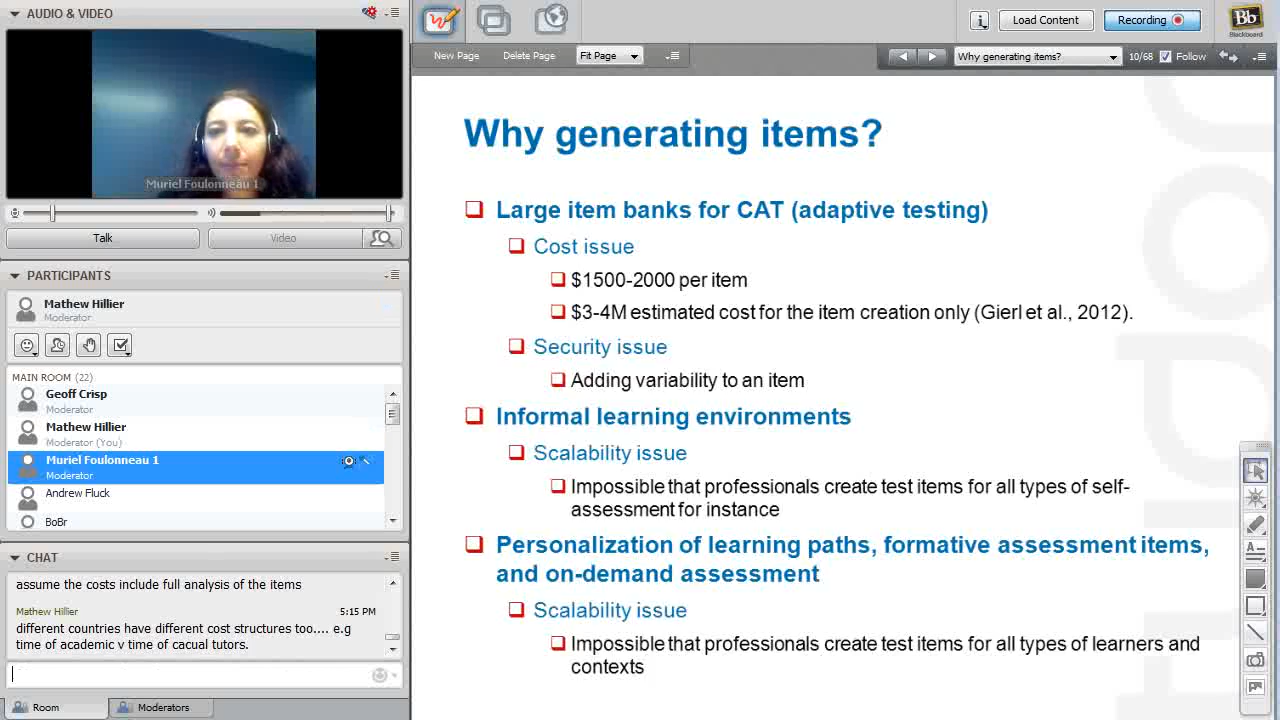 AUDIO & VIDEO
Muriel Foulonneau 1
Talk
Video
PARTICIPANTS
Mathew Hillier
Moderator
MAIN ROOM (22)
Geoff Crisp
Moderator
Mathew Hillier
Moderator (You)
Muriel Foulonneau 1
Moderator
Andrew Fluck
BoBr
CHAT
assume the costs include full analysis of the items
Mathew Hillier 5:15 PM
different countries have different cost structures too.... e.g
time of academic v time of cacual tutors.
Room
Moderators
Load Content
Recording
Bb
Blackboard
New Page
Delete Page
Fit Page
Why generating items?
10/68
Follow
Why generating items?
Large item banks for CAT (adaptive testing)
Cost issue
$1500-2000 per item
$3-4M estimated cost for the item creation only (Gierl et al., 2012).
Security issue
Adding variability to an item
Informal learning environments
Scalability issue
Impossible that professionals create test items for all types of self-
assessment for instance
Personalization of learning paths, formative assessment items,
and on-demand assessment
Scalability issue
Impossible that professionals create test items for all types of learners and
contexts